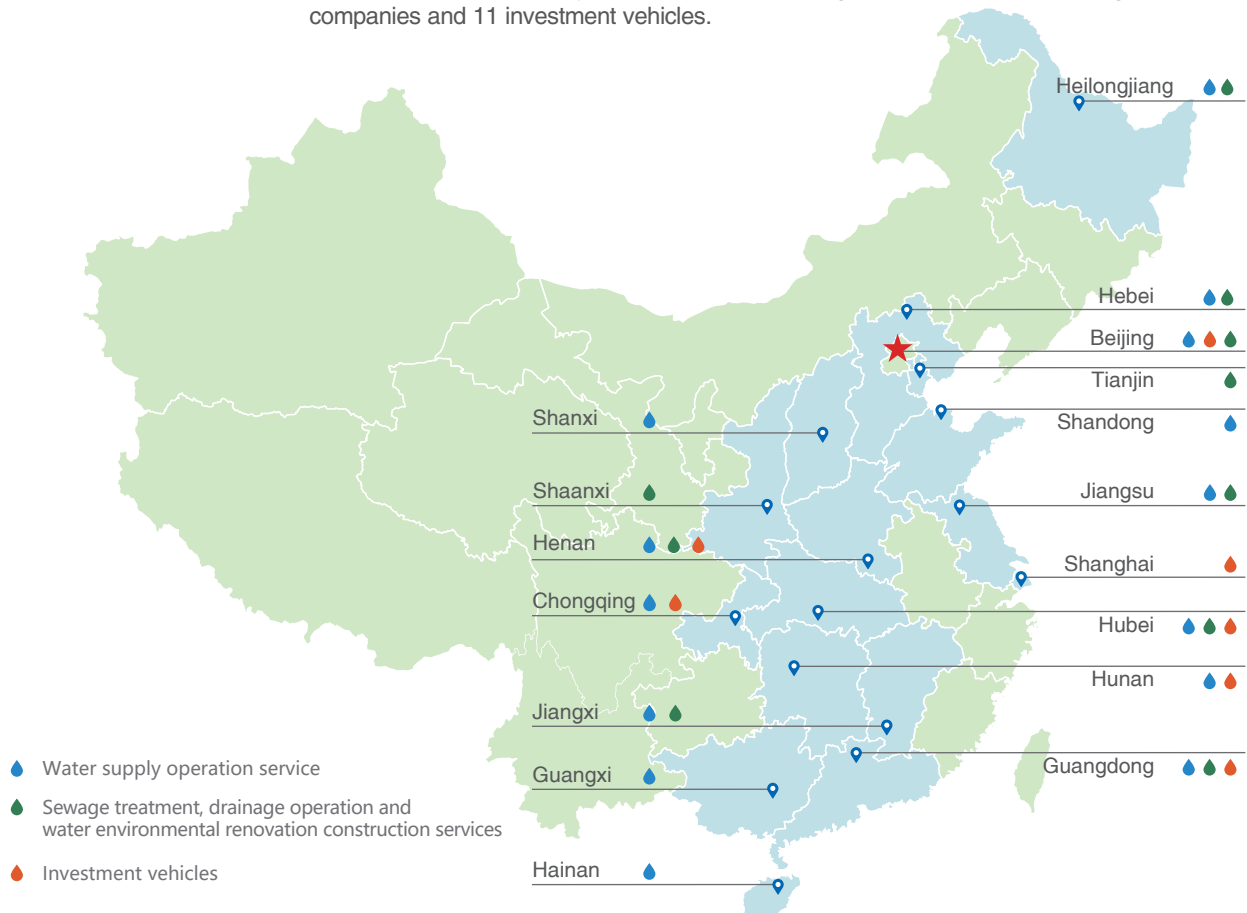 companies and 11 investment vehicles.
Heilongjiang
Hebei
Beijing
Tianjin
Shanxi
Shandong
Shaanxi
Jiangsu
Henan
Shanghai
Chongqing
Hubei
Hunan
Jiangxi
Guangxi
Guangdong
Hainan
Water supply operation service
Sewage treatment, drainage operation and
water environmental renovation construction services
Investment vehicles